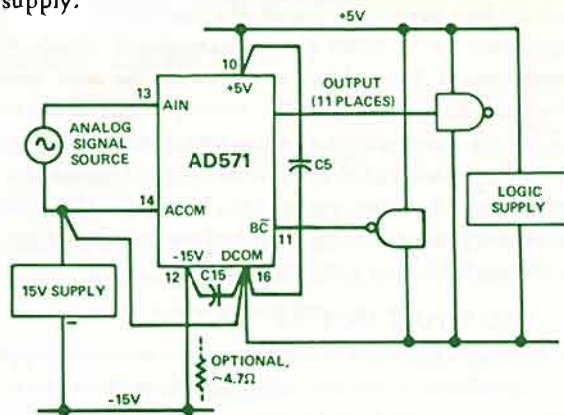 supply.
+5V
10
+5V
OUTPUT
(11 PLACES)
13
AIN
ANALOG
SIGNAL
SOURCE
AD571
C5
LOGIC
SUPPLY
14
ACOM
B͞C
11
-15V
DCOM
12
C15
16
15V SUPPLY
–
OPTIONAL,
~4.7Ω
-15V